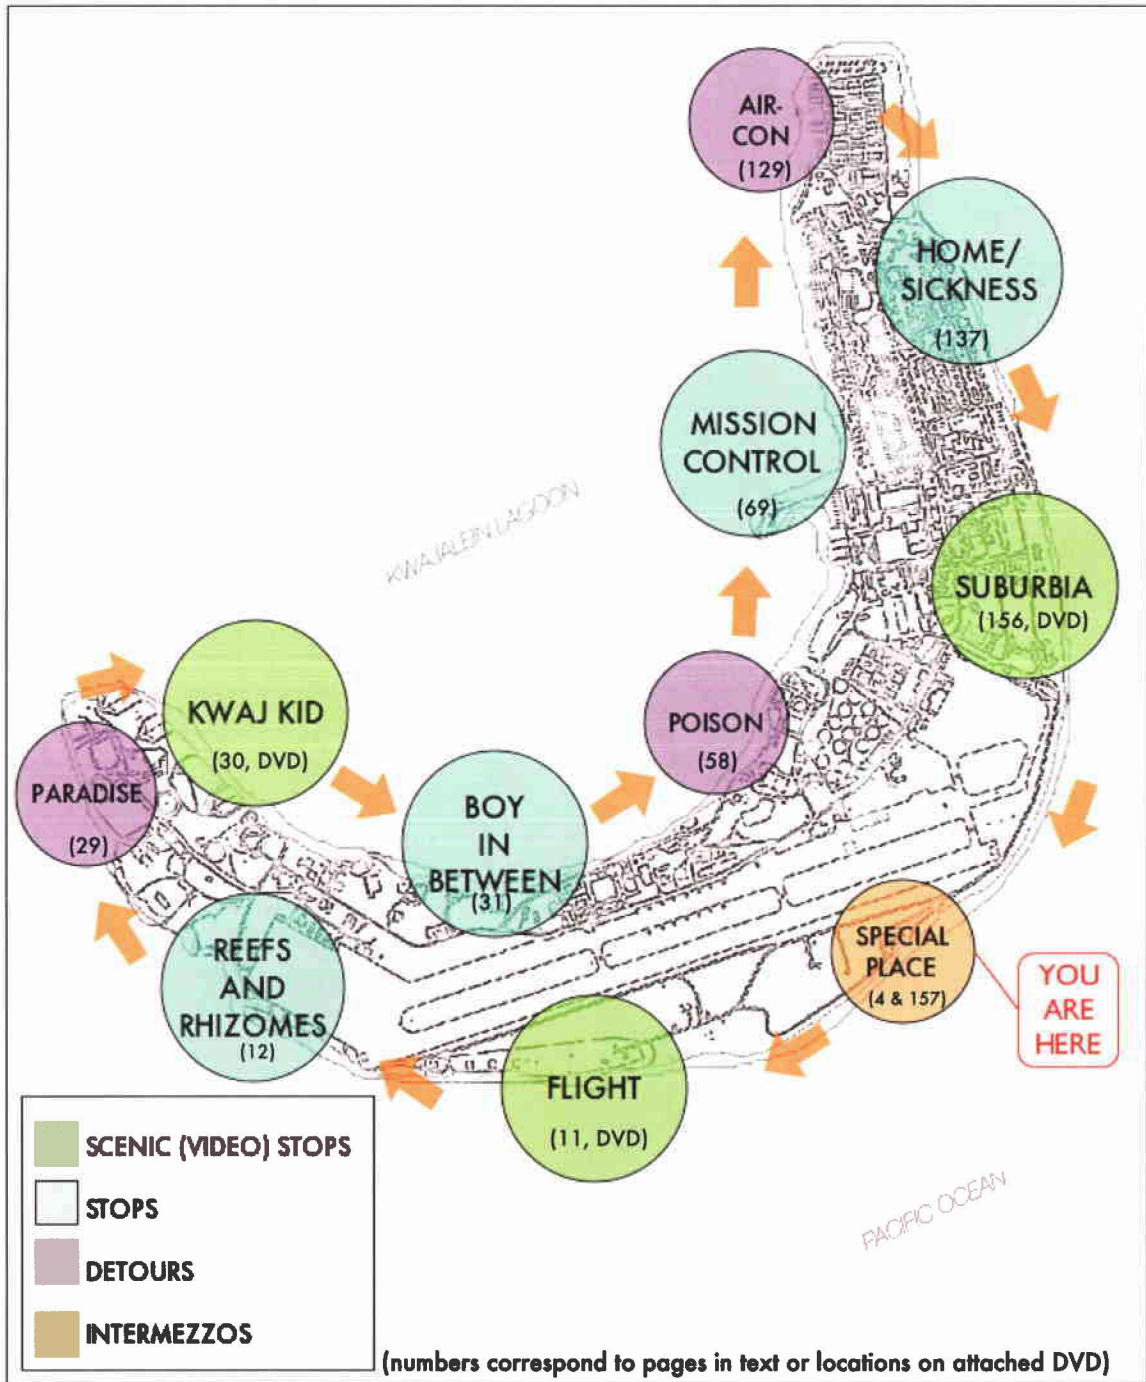 AIR-
CON
(129)
HOME/
SICKNESS
(137)
MISSION
CONTROL
(69)
KWAJALEIN LAGOON
SUBURBIA
(156, DVD)
KWAJ KID
(30, DVD)
POISON
(58)
PARADISE
(29)
BOY
IN
BETWEEN
(31)
REEFS
AND
RHIZOMES
(12)
SPECIAL
PLACE
(4 & 157)
YOU
ARE
HERE
FLIGHT
(11, DVD)
PACIFIC OCEAN
SCENIC (VIDEO) STOPS
STOPS
DETOURS
INTERMEZZOS
(numbers correspond to pages in text or locations on attached DVD)